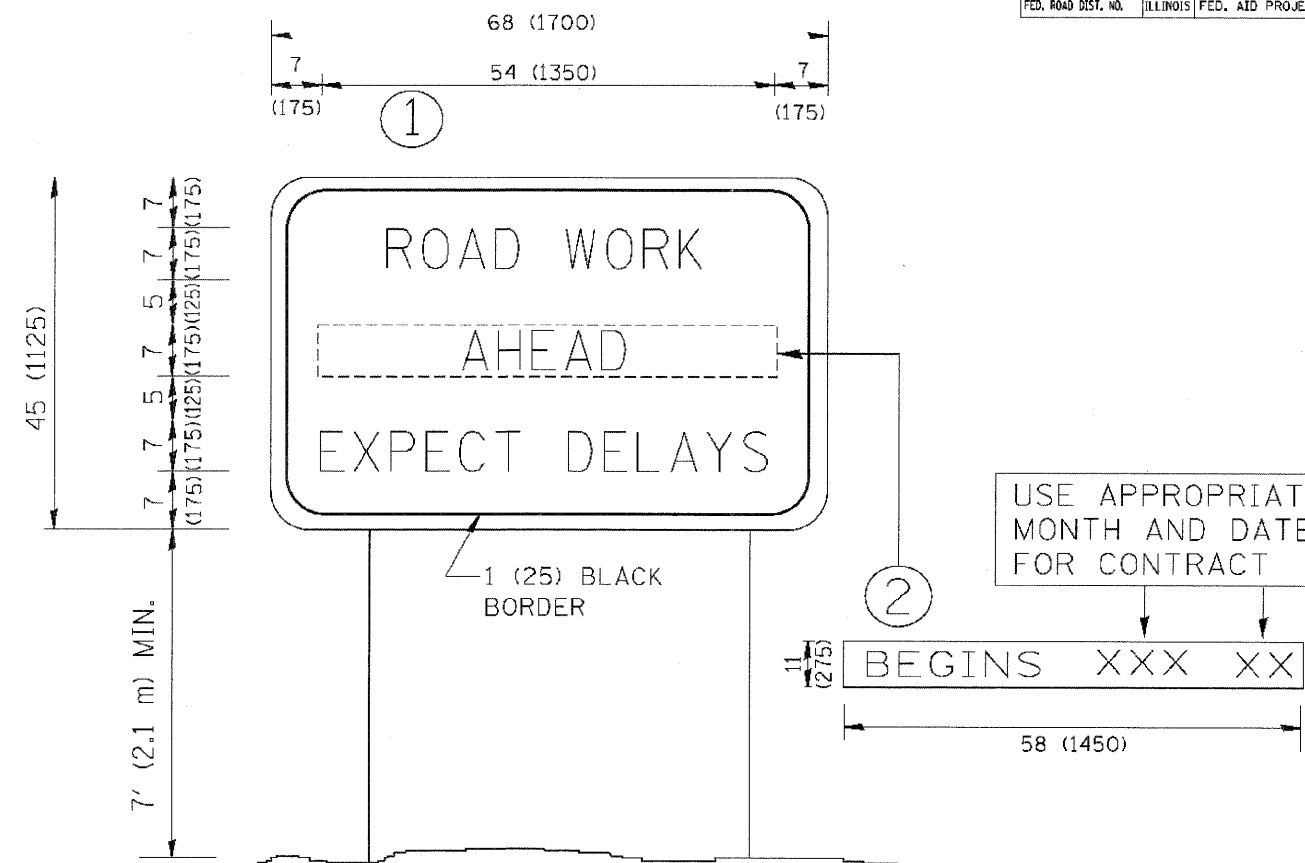 FED. ROAD DIST. NO. ILLINOIS FED. AID PROJE
68 (1700)
7 54 (1350) 7
(175) (175)
1
45 (1125)
7 (175)
7 (175)
5 (125)
7 (175)
5 (125)
7 (175)
7 (175)
ROAD WORK
AHEAD
EXPECT DELAYS
1 (25) BLACK
BORDER
7' (2.1 m) MIN.
2
USE APPROPRIAT
MONTH AND DATE
FOR CONTRACT
11
(275)
BEGINS XXX XX
58 (1450)